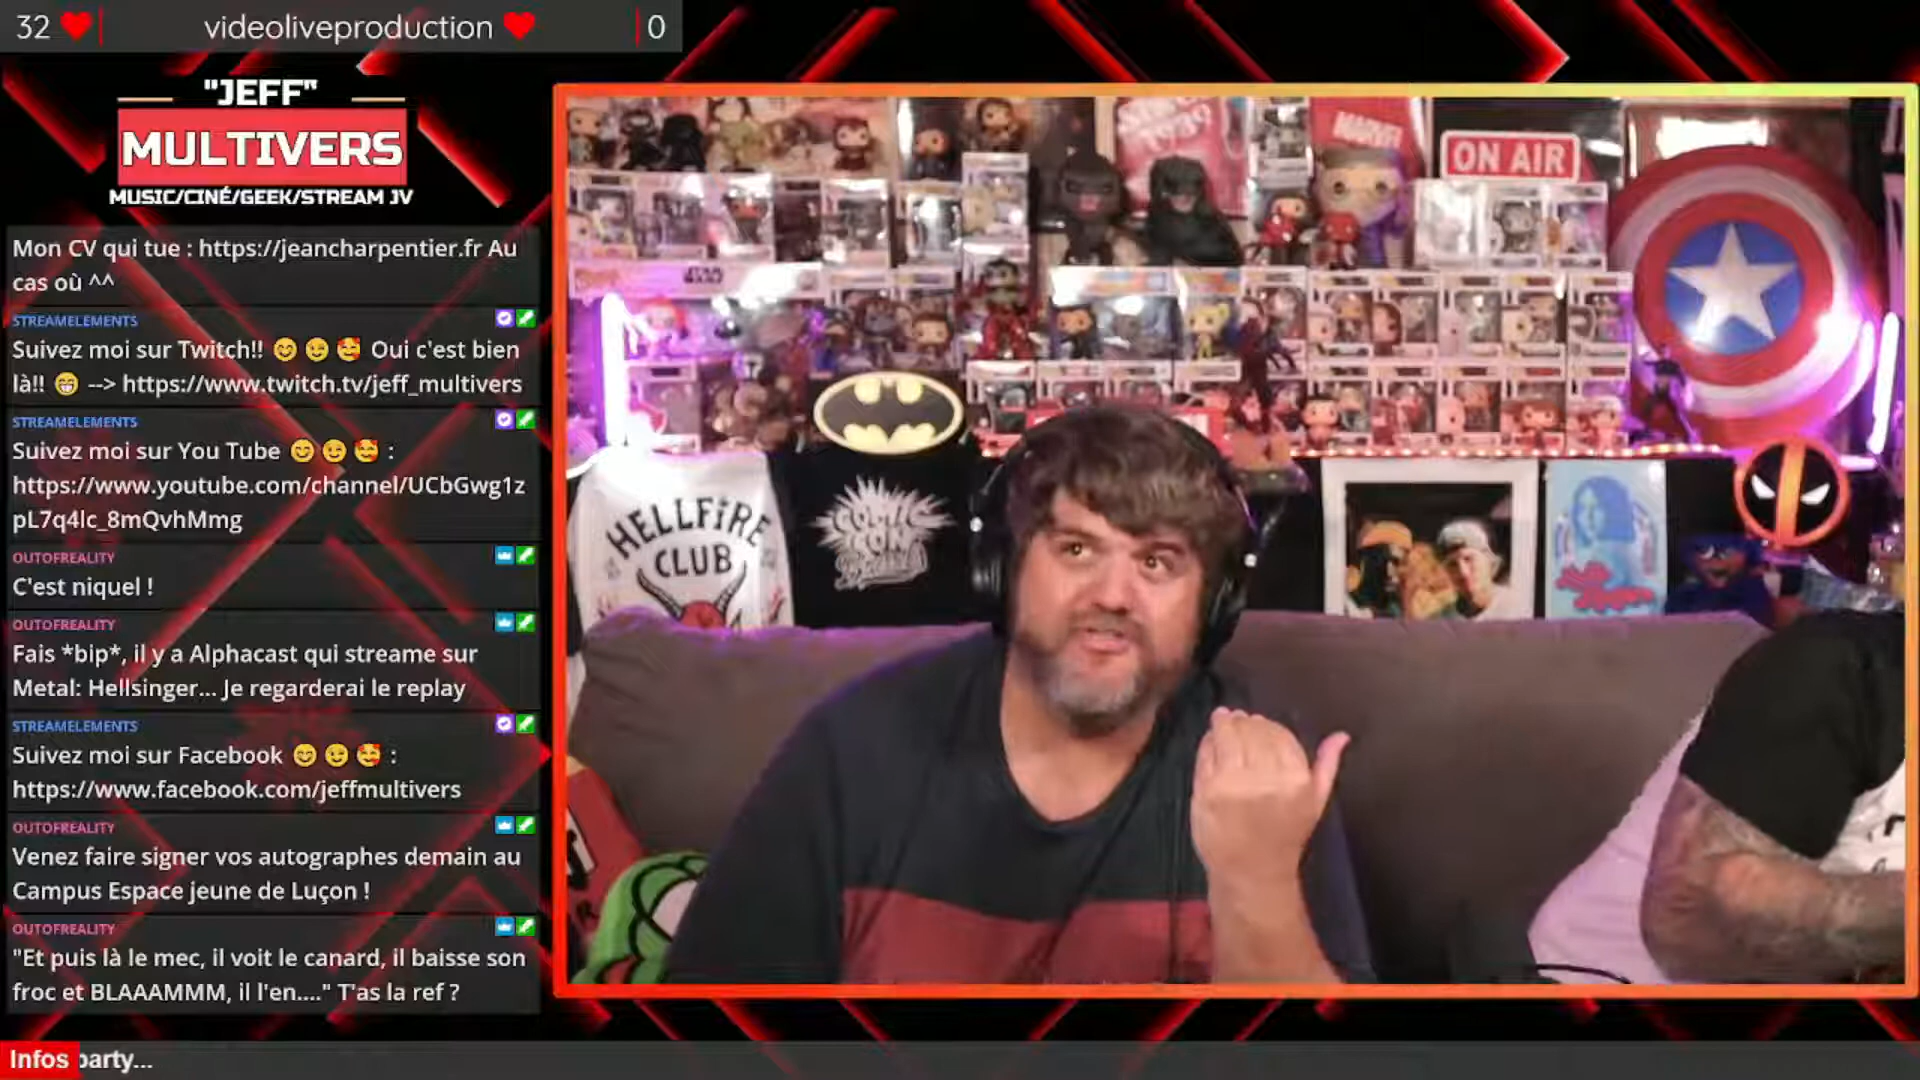 32
videoliveproduction
0
"JEFF"
MULTIVERS
MUSIC/CINÉ/GEEK/STREAM JV
Mon CV qui tue : https://jeancharpentier.fr Au
cas où ^^
STREAMELEMENTS
Suivez moi sur Twitch!! 😊 😉 🥰 Oui c'est bien
là!! 😁 --> https://www.twitch.tv/jeff_multivers
STREAMELEMENTS
Suivez moi sur You Tube 😊 😉 🥰 :
https://www.youtube.com/channel/UCbGwg1z
pL7q4lc_8mQvhMmg
OUTOFREALITY
C'est niquel !
OUTOFREALITY
Fais *bip*, il y a Alphacast qui streame sur
Metal: Hellsinger... Je regarderai le replay
STREAMELEMENTS
Suivez moi sur Facebook 😊 😉 🥰 :
https://www.facebook.com/jeffmultivers
OUTOFREALITY
Venez faire signer vos autographes demain au
Campus Espace jeune de Luçon !
OUTOFREALITY
"Et puis là le mec, il voit le canard, il baisse son
froc et BLAAAMMM, il l'en...." T'as la ref ?
Infos party...
MARVEL
ON AIR
STAR WARS
HELLFIRE
CLUB
COMIC
CON